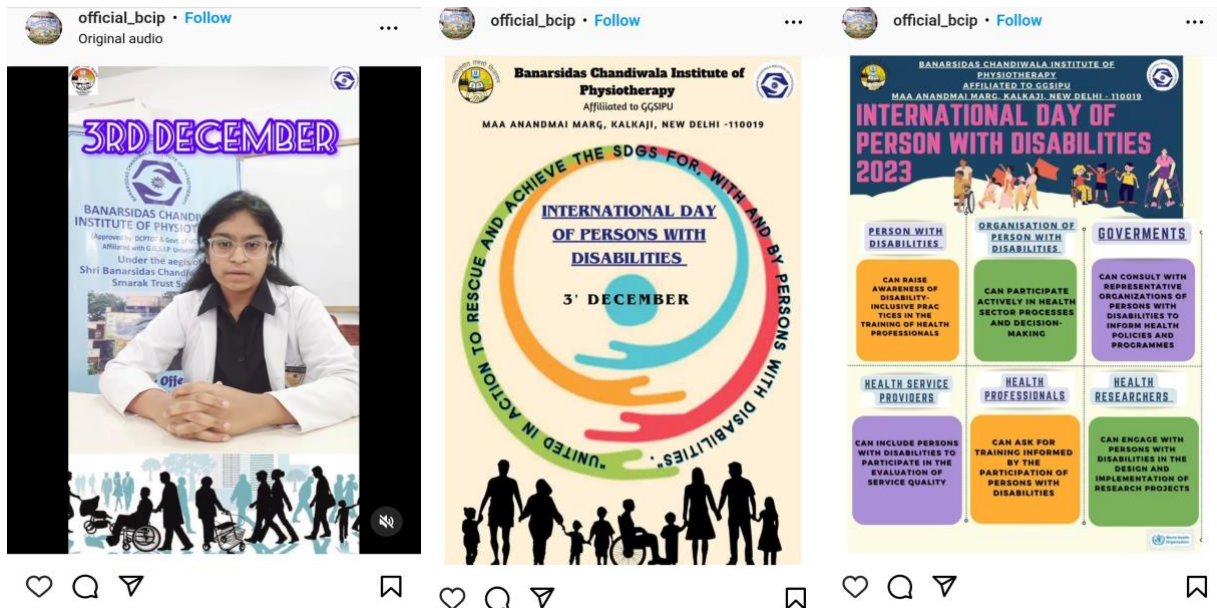 official_bcip • Follow
Original audio
3RD DECEMBER
BANARSIDAS CHANDIW
INSTITUTE OF PHYSIOT
Under the aegis o
Shri Banarsidas Chand
Smarak Trust So
Offe
official_bcip • Follow
Banarsidas Chandiwala Institute of
Physiotherapy
Affiliated to GGSIPU
MAA ANANDMAI MARG, KALKAJI, NEW DELHI -110019
"UNITED IN ACTION TO RESCUE AND ACHIEVE THE SDGS FOR, WITH AND BY PERSONS WITH DISABILITIES".
INTERNATIONAL DAY
OF PERSONS WITH
DISABILITIES
3' DECEMBER
official_bcip • Follow
BANARSIDAS CHANDIWALA INSTITUTE OF
PHYSIOTHERAPY
AFFILIATED TO GGSIPU
MAA ANANDMAI MARG, KALKAJI, NEW DELHI - 110019
INTERNATIONAL DAY OF
PERSON WITH DISABILITIES
2023
PERSON WITH
DISABILITIES
CAN RAISE
AWARENESS OF
DISABILITY-
INCLUSIVE PRAC
TICES IN THE
TRAINING OF HEALTH
PROFESSIONALS
ORGANISATION OF
PERSON WITH
DISABILITIES
CAN PARTICIPATE
ACTIVELY IN HEALTH
SECTOR PROCESSES
AND DECISION-
MAKING
GOVERMENTS
CAN CONSULT WITH
REPRESENTATIVE
ORGANIZATIONS OF
PERSONS WITH
DISABILITIES TO
INFORM HEALTH
POLICIES AND
PROGRAMMES
HEALTH SERVICE
PROVIDERS
CAN INCLUDE PERSONS
WITH DISABILITIES TO
PARTICIPATE IN THE
EVALUATION OF
SERVICE QUALITY
HEALTH
PROFESSIONALS
CAN ASK FOR
TRAINING INFORMED
BY THE
PARTICIPATION OF
PERSONS WITH
DISABILITIES
HEALTH
RESEARCHERS
CAN ENGAGE WITH
PERSONS WITH
DISABILITIES IN THE
DESIGN AND
IMPLEMENTATION OF
RESEARCH PROJECTS
World Health
Organization